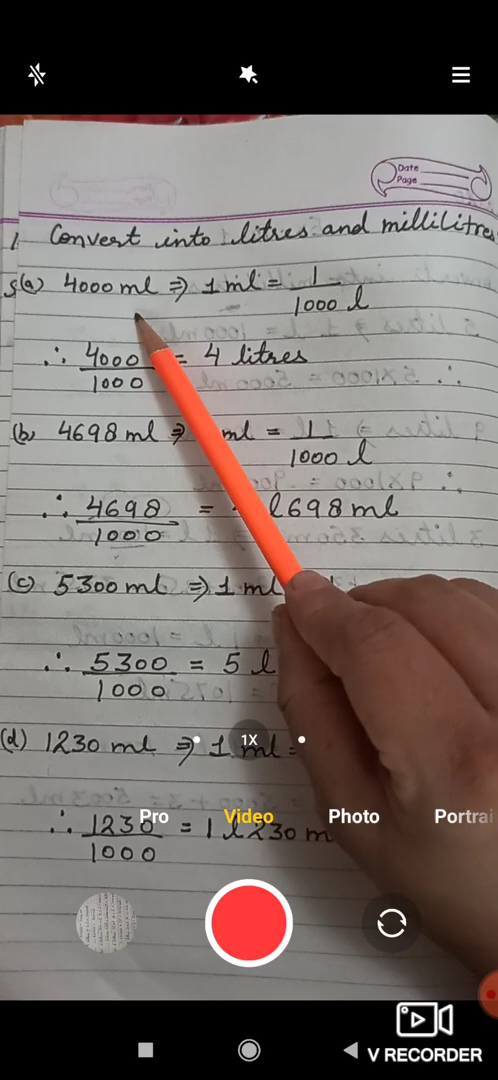 Date
Page
1 Convert into litres and millilitres
(a) 4000 ml ⇒ 1 ml = 1/1000 l
∴ 4000/1000 = 4 litres
(b) 4698 ml ⇒ ml = 1/1000 l
∴ 4698/1000 = l 698 ml
(c) 5300 ml ⇒ 1 ml
∴ 5300/1000 = 5 l
(d) 1230 ml ⇒ 1 ml =
∴ 1230/1000 = 1 l 230 m
1X
Pro Video Photo Portrai
V RECORDER